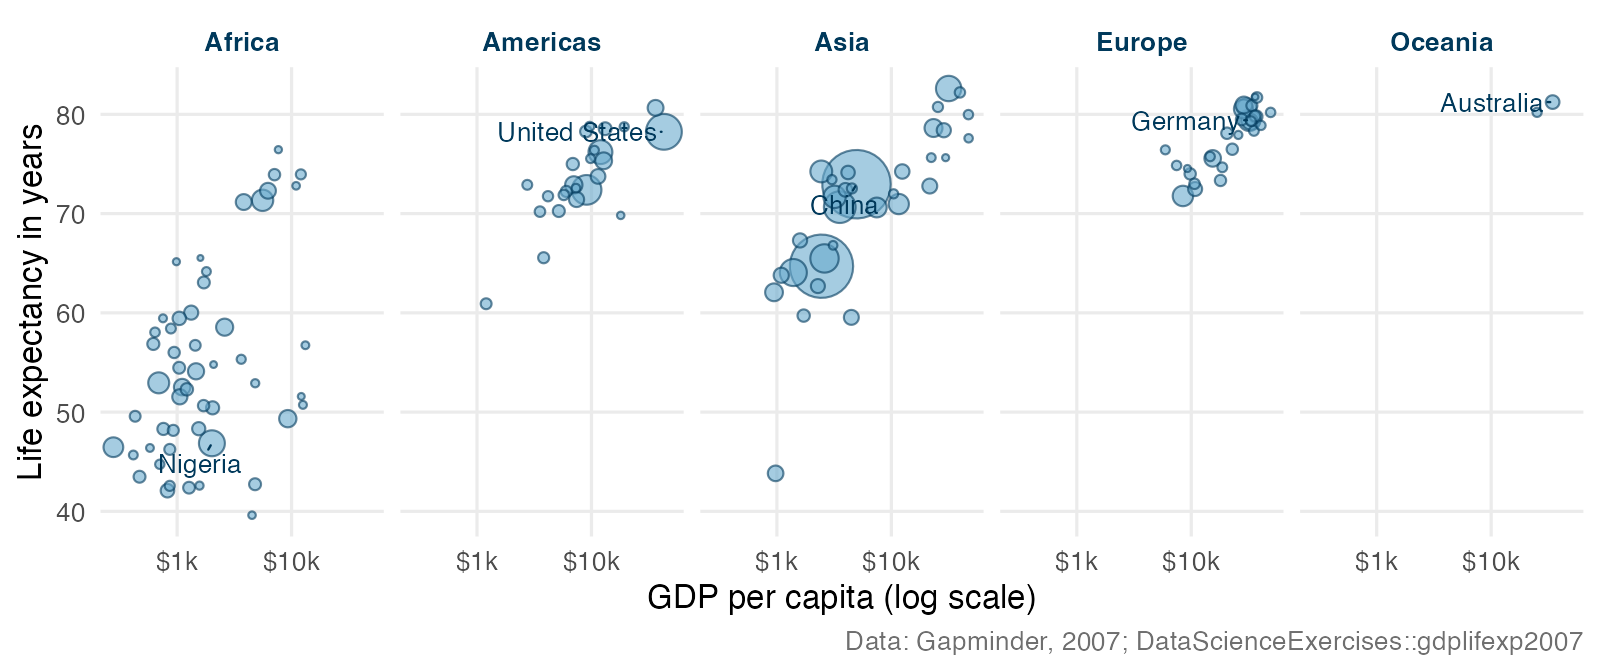 Africa
Americas
Asia
Europe
Oceania
Life expectancy in years
80
70
60
50
40
Nigeria
United States
China
Germany
Australia
$1k $10k
$1k $10k
$1k $10k
$1k $10k
$1k $10k
GDP per capita (log scale)
Data: Gapminder, 2007; DataScienceExercises::gdplifexp2007